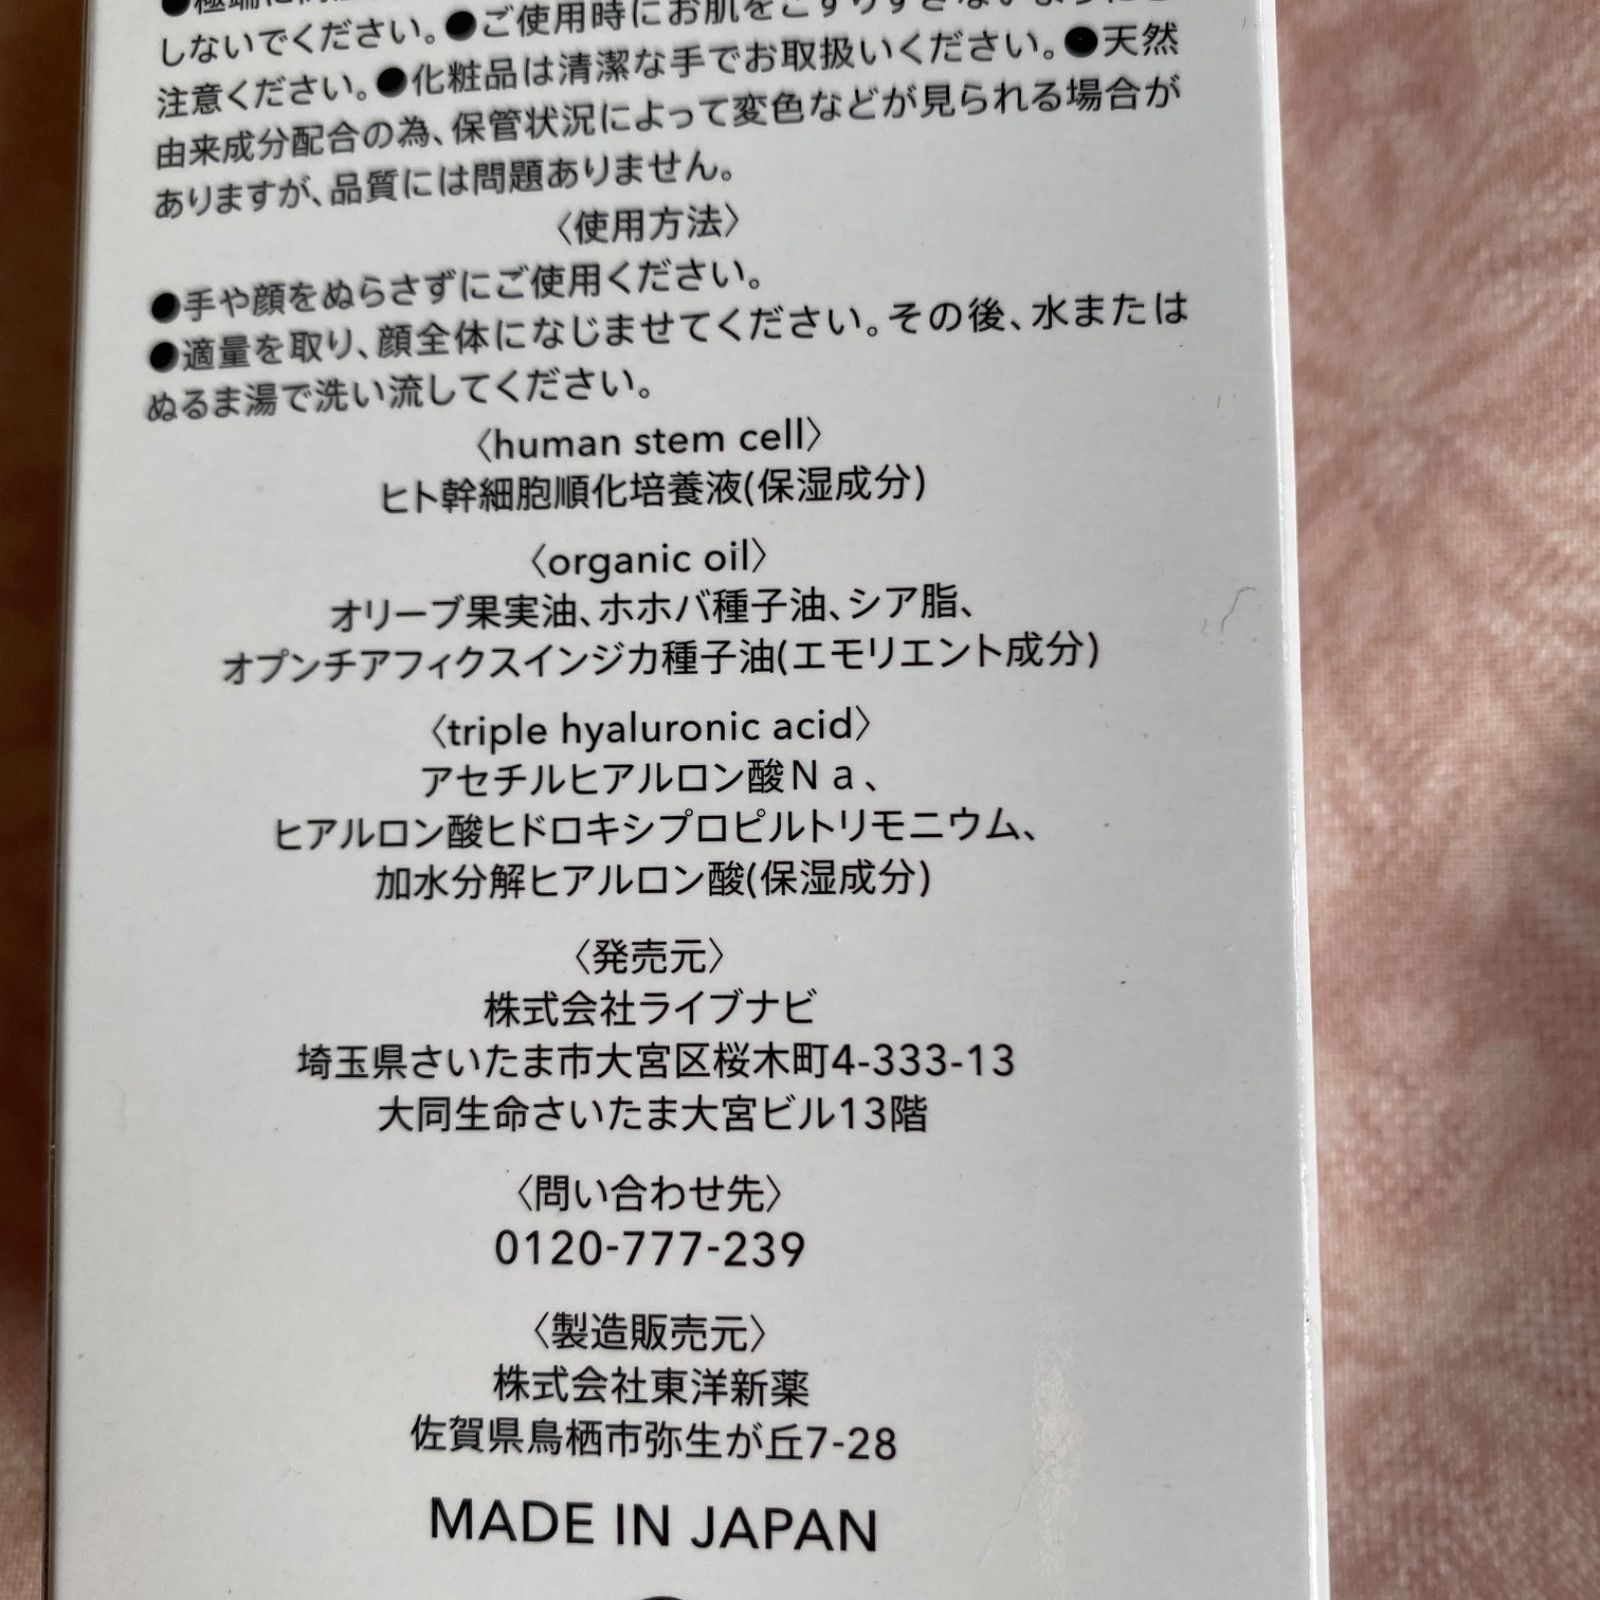 ●極端に
しないでください。●ご使用時にお肌をこすりすぎないようにご
注意ください。●化粧品は清潔な手でお取扱いください。●天然
由来成分配合の為、保管状況によって変色などが見られる場合が
ありますが、品質には問題ありません。
〈使用方法〉
●手や顔をぬらさずにご使用ください。
●適量を取り、顔全体になじませてください。その後、水または
ぬるま湯で洗い流してください。
〈human stem cell〉
ヒト幹細胞順化培養液(保湿成分)
〈organic oil〉
オリーブ果実油、ホホバ種子油、シア脂、
オプンチアフィクスインジカ種子油(エモリエント成分)
〈triple hyaluronic acid〉
アセチルヒアルロン酸Ｎａ、
ヒアルロン酸ヒドロキシプロピルトリモニウム、
加水分解ヒアルロン酸(保湿成分)
〈発売元〉
株式会社ライブナビ
埼玉県さいたま市大宮区桜木町4-333-13
大同生命さいたま大宮ビル13階
〈問い合わせ先〉
0120-777-239
〈製造販売元〉
株式会社東洋新薬
佐賀県鳥栖市弥生が丘7-28
MADE IN JAPAN